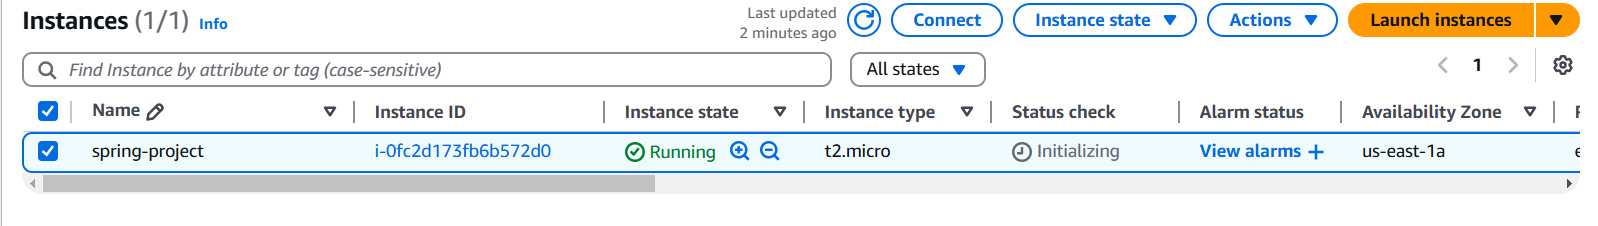 Instances (1/1) Info
Last updated
2 minutes ago
Connect
Instance state
Actions
Launch instances
Find Instance by attribute or tag (case-sensitive)
All states
1
Name Instance ID Instance state Instance type Status check Alarm status Availability Zone
spring-project i-0fc2d173fb6b572d0 Running t2.micro Initializing View alarms + us-east-1a